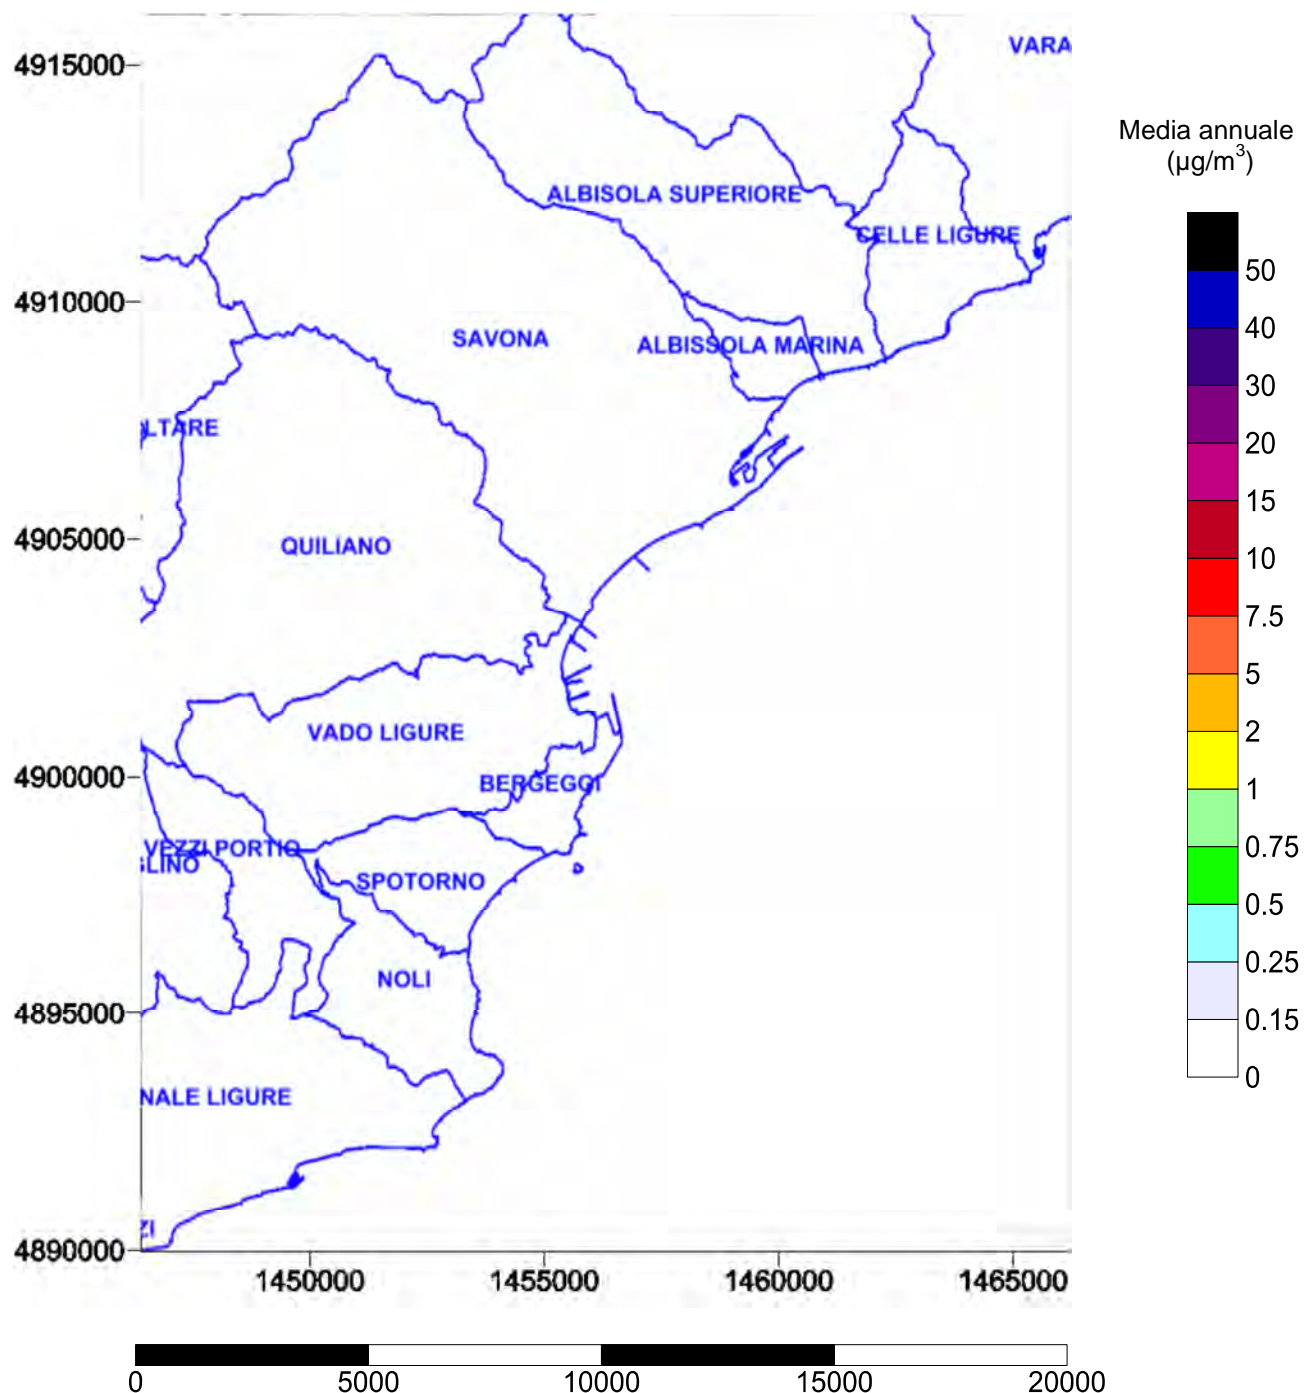 VARA
4915000
Media annuale
(µg/m³)
ALBISOLA SUPERIORE
CELLE LIGURE
50
4910000
40
SAVONA
ALBISSOLA MARINA
30
LTARE
20
15
4905000
QUILIANO
10
7.5
5
VADO LIGURE
2
4900000
BERGEGGI
1
VEZZI PORTIO
GLINO
0.75
SPOTORNO
0.5
NOLI
0.25
4895000
0.15
NALE LIGURE
0
ZI
4890000
1450000 1455000 1460000 1465000
0 5000 10000 15000 20000